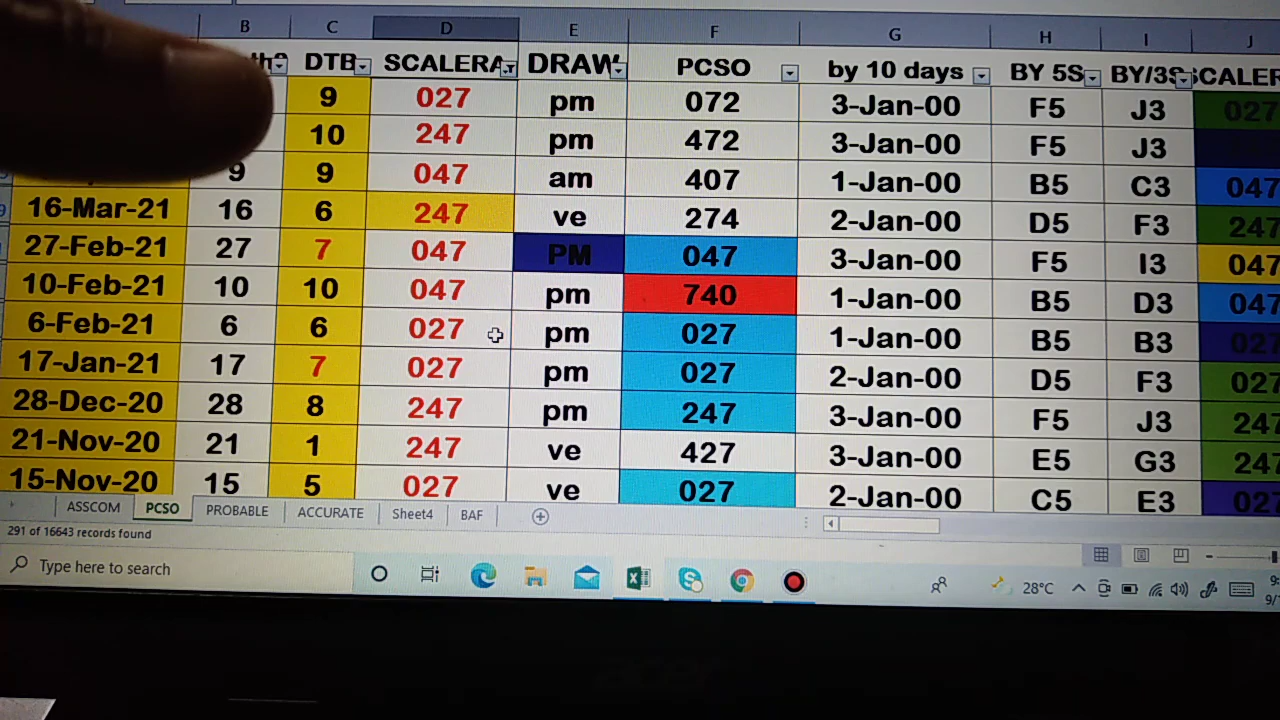 B C D E F G H I J
DTB SCALERA DRAW PCSO by 10 days BY 5S BY/3S SCALER
9 027 pm 072 3-Jan-00 F5 J3 027
10 247 pm 472 3-Jan-00 F5 J3
9 9 047 am 407 1-Jan-00 B5 C3 047
16-Mar-21 16 6 247 ve 274 2-Jan-00 D5 F3 247
27-Feb-21 27 7 047 PM 047 3-Jan-00 F5 I3 047
10-Feb-21 10 10 047 pm 740 1-Jan-00 B5 D3 047
6-Feb-21 6 6 027 pm 027 1-Jan-00 B5 B3 027
17-Jan-21 17 7 027 pm 027 2-Jan-00 D5 F3 027
28-Dec-20 28 8 247 pm 247 3-Jan-00 F5 J3 247
21-Nov-20 21 1 247 ve 427 3-Jan-00 E5 G3 247
15-Nov-20 15 5 027 ve 027 2-Jan-00 C5 E3 027
ASSCOM PCSO PROBABLE ACCURATE Sheet4 BAF
291 of 16643 records found
Type here to search 28°C
acer